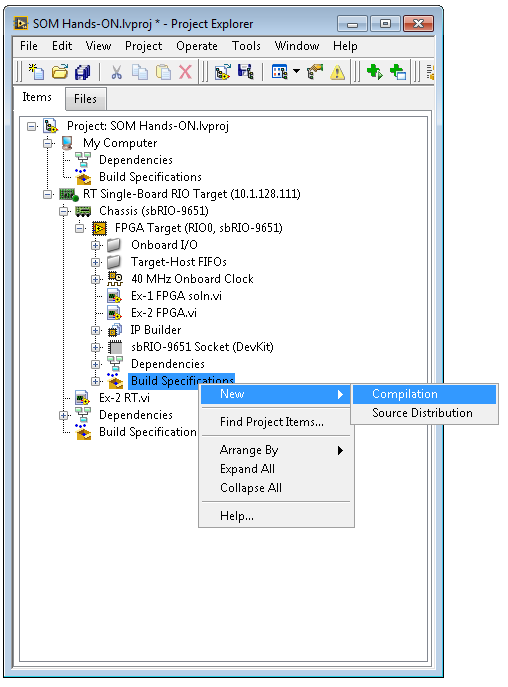 SOM Hands-ON.lvproj * - Project Explorer
File Edit View Project Operate Tools Window Help
Items Files
Project: SOM Hands-ON.lvproj
My Computer
Dependencies
Build Specifications
RT Single-Board RIO Target (10.1.128.111)
Chassis (sbRIO-9651)
FPGA Target (RIO0, sbRIO-9651)
Onboard I/O
Target-Host FIFOs
40 MHz Onboard Clock
Ex-1 FPGA soln.vi
Ex-2 FPGA.vi
IP Builder
sbRIO-9651 Socket (DevKit)
Dependencies
Build Specifications
Ex-2 RT.vi
Dependencies
Build Specification
New
Find Project Items...
Arrange By
Expand All
Collapse All
Help...
Compilation
Source Distribution